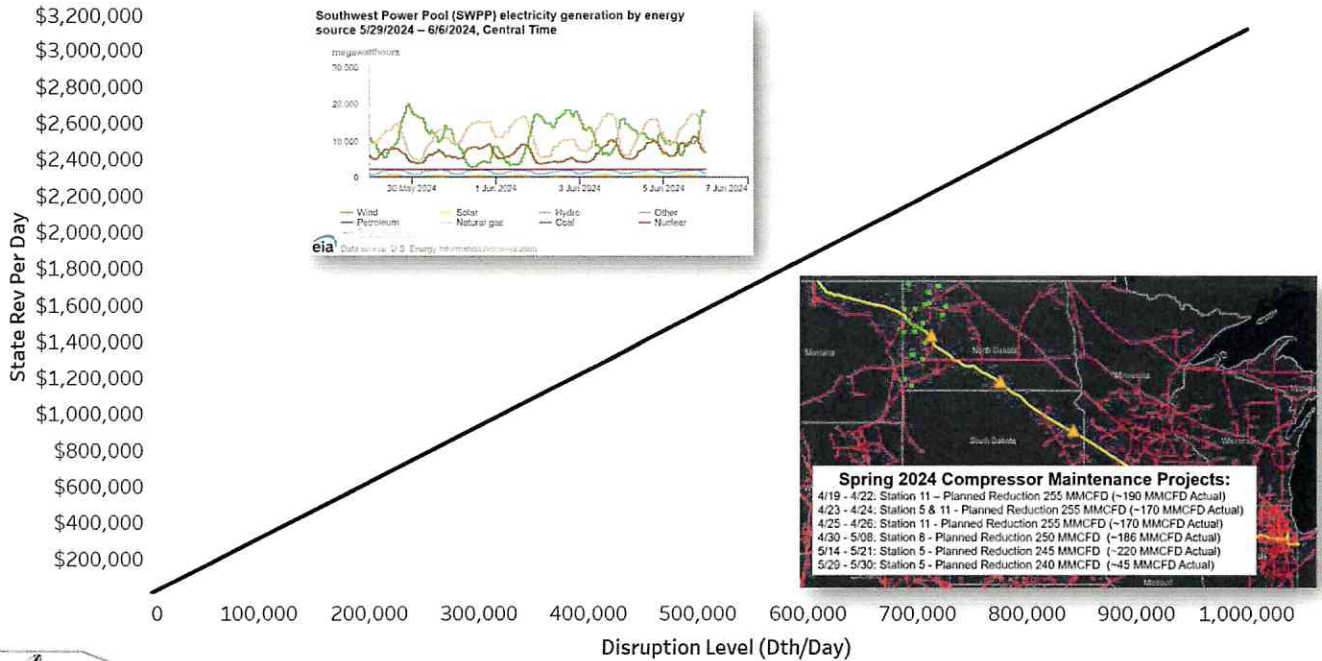 $3,200,000
$3,000,000
$2,800,000
$2,600,000
$2,400,000
$2,200,000
$2,000,000
$1,800,000
$1,600,000
$1,400,000
$1,200,000
$1,000,000
$800,000
$600,000
$400,000
$200,000
State Rev Per Day
0 100,000 200,000 300,000 400,000 500,000 600,000 700,000 800,000 900,000 1,000,000
Disruption Level (Dth/Day)
Southwest Power Pool (SWPP) electricity generation by energy
source 5/29/2024 – 6/6/2024, Central Time
megawatthours
30,000
20,000
10,000
0
30 May 2024 1 Jun 2024 3 Jun 2024 5 Jun 2024 7 Jun 2024
Wind Solar Hydro Other
Petroleum Natural gas Coal Nuclear
eia Data source: U.S. Energy Information Administration
Montana North Dakota Minnesota
South Dakota Wisconsin
Spring 2024 Compressor Maintenance Projects:
4/19 - 4/22: Station 11 – Planned Reduction 255 MMCFD (~190 MMCFD Actual)
4/23 - 4/24: Station 5 & 11 - Planned Reduction 255 MMCFD (~170 MMCFD Actual)
4/25 - 4/26: Station 11 - Planned Reduction 255 MMCFD (~170 MMCFD Actual)
4/30 - 5/08: Station 8 - Planned Reduction 250 MMCFD (~186 MMCFD Actual)
5/14 - 5/21: Station 5 - Planned Reduction 245 MMCFD (~220 MMCFD Actual)
5/29 - 5/30: Station 5 - Planned Reduction 240 MMCFD (~45 MMCFD Actual)
Missouri